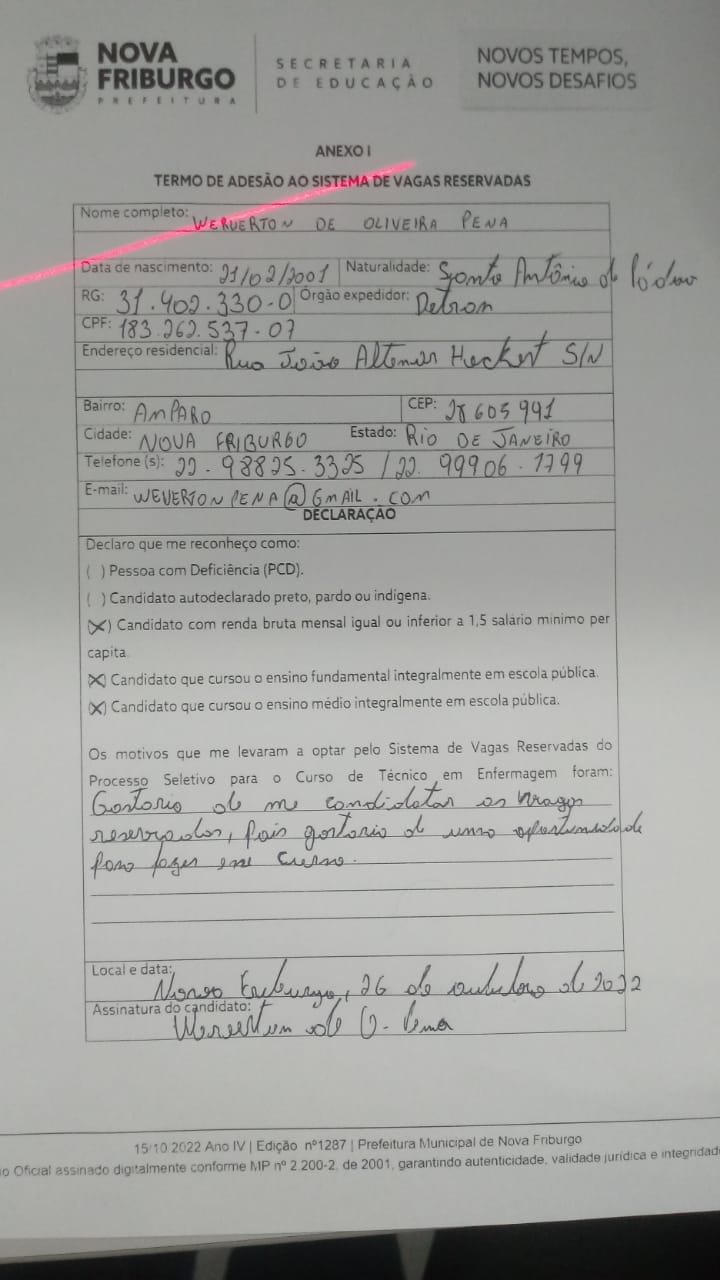 NOVA
FRIBURGO
PREFEITURA
SECRETARIA
DE EDUCAÇÃO
NOVOS TEMPOS,
NOVOS DESAFIOS
ANEXO I
TERMO DE ADESÃO AO SISTEMA DE VAGAS RESERVADAS
Nome completo: WEVERTON DE OLIVEIRA PENA
Data de nascimento: 21/02/2001 Naturalidade: Santo Antônio de Pádua
RG: 31.402.330-0 Órgão expedidor: Detran
CPF: 183.262.537-07
Endereço residencial: Rua João Altemar Heckert S/N
Bairro: AMPARO CEP: 28605941
Cidade: NOVA FRIBURGO Estado: RIO DE JANEIRO
Telefone (s): 22.98825.3325 / 22.99906.1799
E-mail: WEVERTONPENA@GMAIL.COM
DECLARAÇÃO
Declaro que me reconheço como:
( ) Pessoa com Deficiência (PCD).
( ) Candidato autodeclarado preto, pardo ou indígena.
(X) Candidato com renda bruta mensal igual ou inferior a 1,5 salário mínimo per
capita.
(X) Candidato que cursou o ensino fundamental integralmente em escola pública.
(X) Candidato que cursou o ensino médio integralmente em escola pública.
Os motivos que me levaram a optar pelo Sistema de Vagas Reservadas do
Processo Seletivo para o Curso de Técnico em Enfermagem foram:
Gostaria de me candidatar as vagas
reservadas, pois gostaria de uma oportunidade
para fazer esse curso.
Local e data: Nova Friburgo, 26 de outubro de 2022
Assinatura do candidato: Weverton de O. Pena
15/10/2022 Ano IV | Edição nº1287 | Prefeitura Municipal de Nova Friburgo
Oficial assinado digitalmente conforme MP nº 2.200-2, de 2001, garantindo autenticidade, validade jurídica e integridade